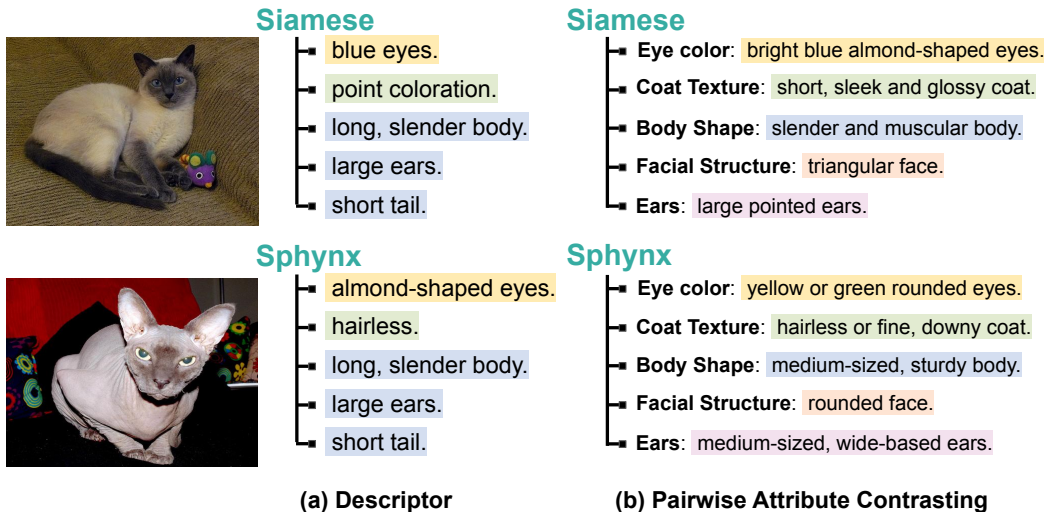 Siamese
blue eyes.
point coloration.
long, slender body.
large ears.
short tail.
Siamese
Eye color: bright blue almond-shaped eyes.
Coat Texture: short, sleek and glossy coat.
Body Shape: slender and muscular body.
Facial Structure: triangular face.
Ears: large pointed ears.
Sphynx
almond-shaped eyes.
hairless.
long, slender body.
large ears.
short tail.
Sphynx
Eye color: yellow or green rounded eyes.
Coat Texture: hairless or fine, downy coat.
Body Shape: medium-sized, sturdy body.
Facial Structure: rounded face.
Ears: medium-sized, wide-based ears.
(a) Descriptor
(b) Pairwise Attribute Contrasting